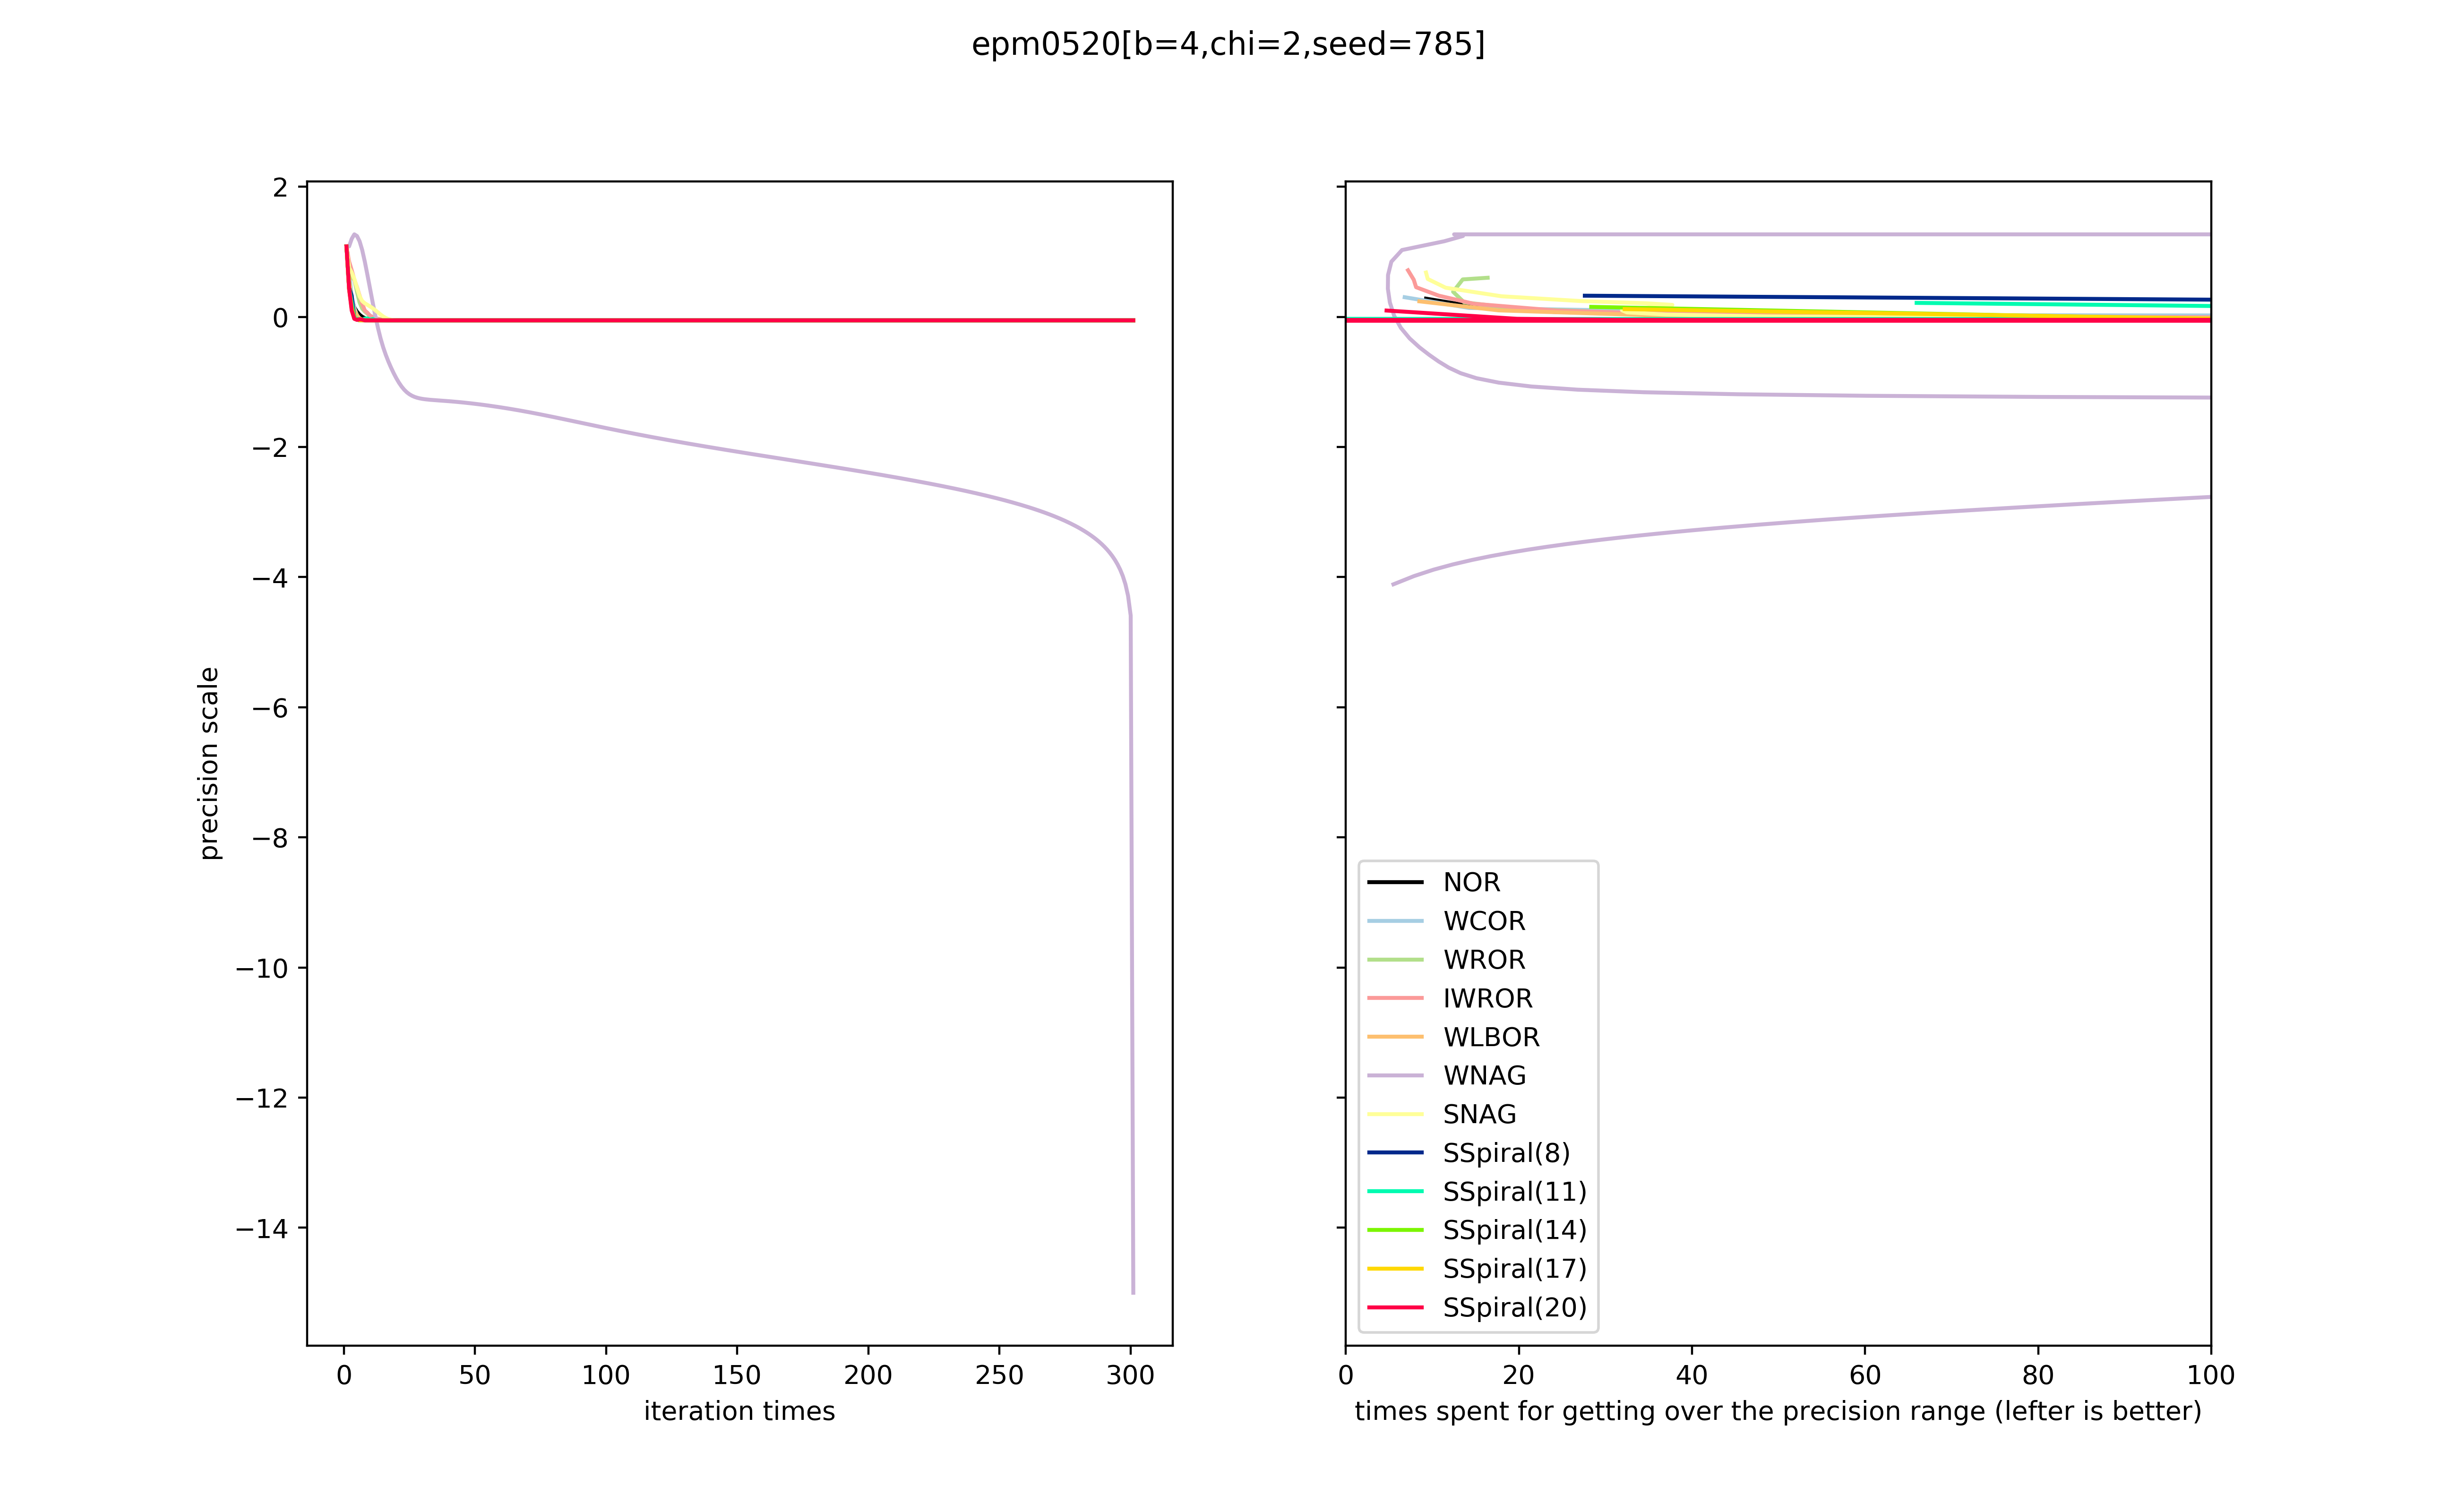 epm0520[b=4,chi=2,seed=785]
precision scale
2
0
−2
−4
−6
−8
−10
−12
−14
0 50 100 150 200 250 300
iteration times
NOR
WCOR
WROR
IWROR
WLBOR
WNAG
SNAG
SSpiral(8)
SSpiral(11)
SSpiral(14)
SSpiral(17)
SSpiral(20)
0 20 40 60 80 100
times spent for getting over the precision range (lefter is better)